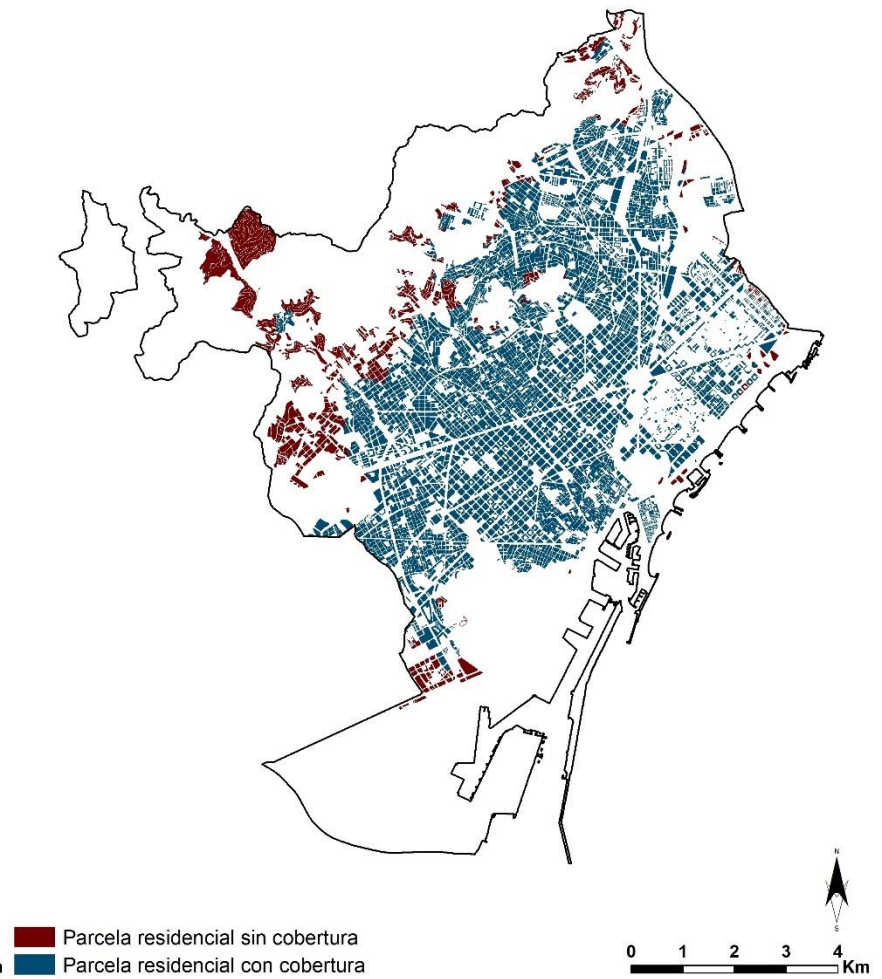 N
S
Parcela residencial sin cobertura
Parcela residencial con cobertura
0 1 2 3 4
Km